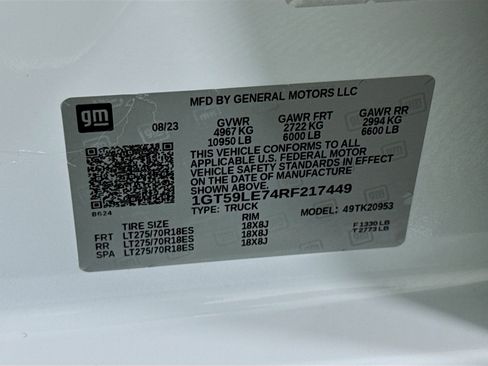 MFD BY GENERAL MOTORS LLC
gm
08/23 GVWR GAWR FRT GAWR RR
4967 KG 2722 KG 2994 KG
10950 LB 6000 LB 6600 LB
THIS VEHICLE CONFORMS TO ALL
APPLICABLE U.S. FEDERAL MOTOR
VEHICLE SAFETY STANDARDS IN EFFECT
ON THE DATE OF MANUFACTURE
SHOWN ABOVE.
1GT59LE74RF217449
B624
TYPE: TRUCK MODEL: 49TK20953
TIRE SIZE RIM
FRT LT275/70R18ES 18X8J F 1330 LB
RR LT275/70R18ES 18X8J T 2773 LB
SPA LT275/70R18ES 18X8J